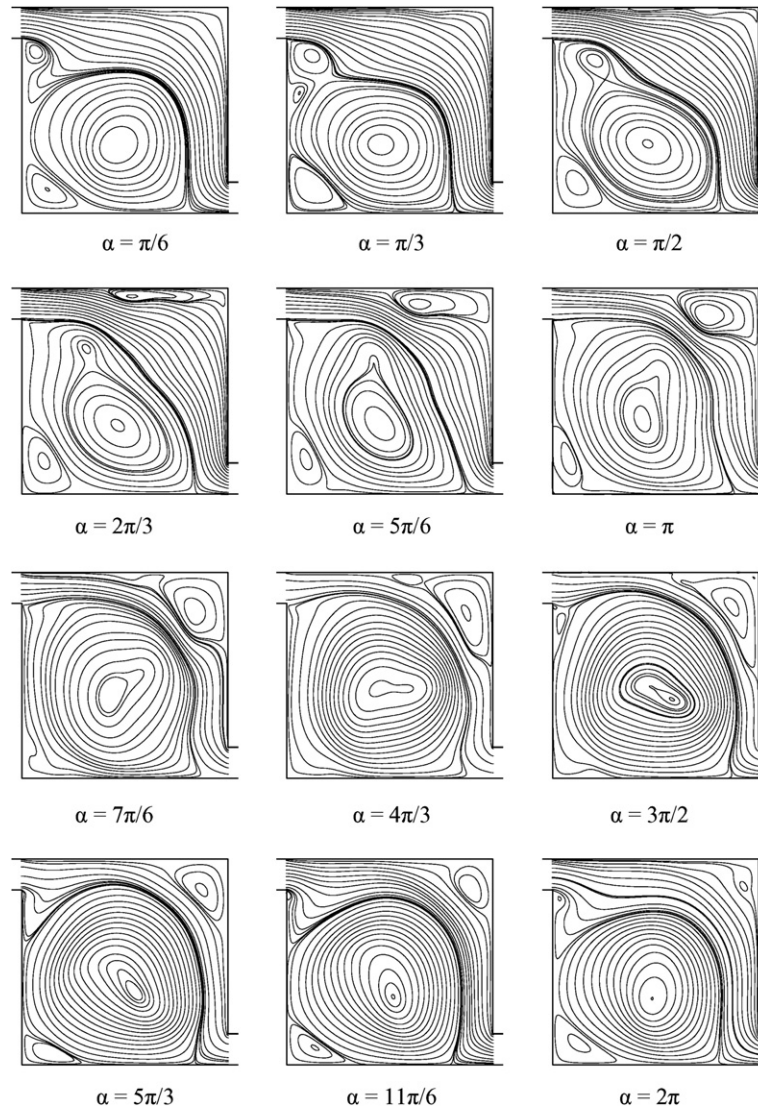 α = π/6
α = π/3
α = π/2
α = 2π/3
α = 5π/6
α = π
α = 7π/6
α = 4π/3
α = 3π/2
α = 5π/3
α = 11π/6
α = 2π